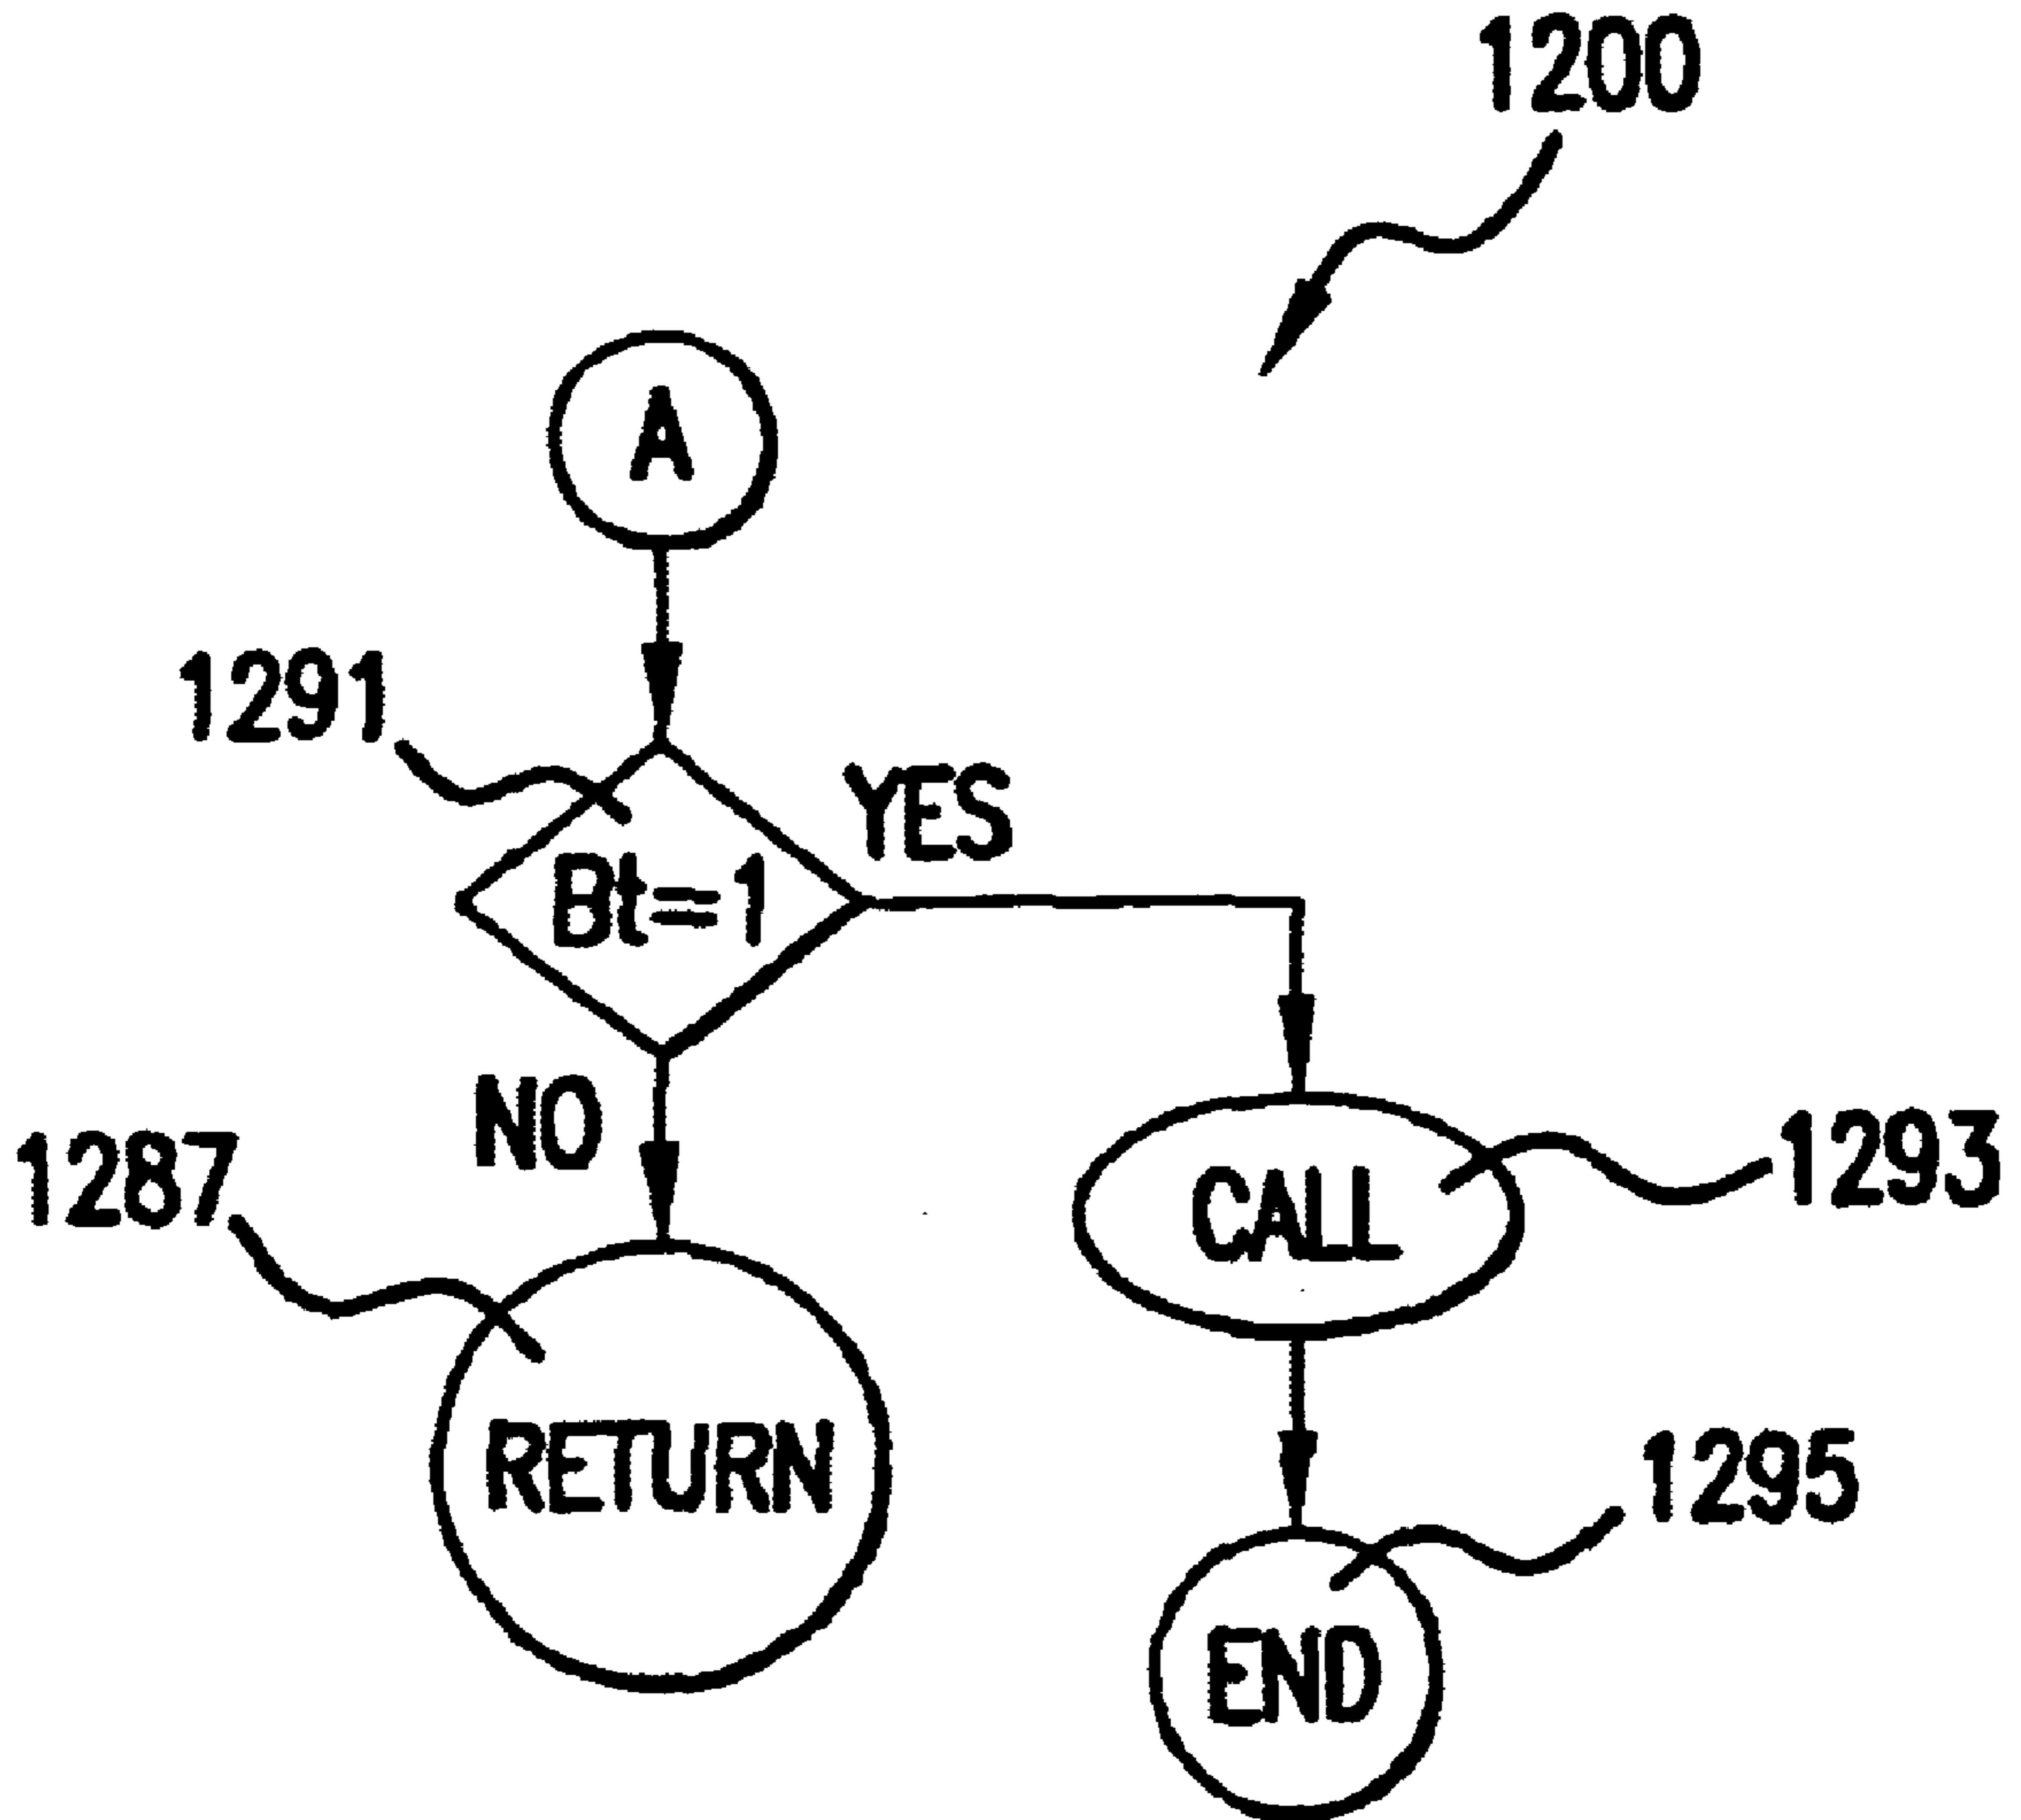 1200
A
1291
YES
Bt=1
NO
1287
CALL
1293
RETURN
1295
END